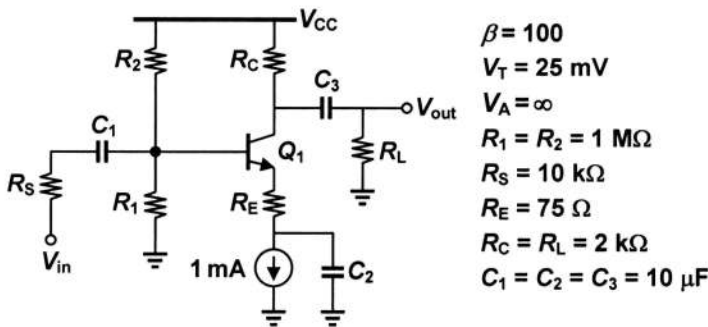 V_CC
R_2
R_C
C_3
V_out
C_1
Q_1
R_L
R_S
R_1
R_E
V_in
1 mA
C_2
β = 100
V_T = 25 mV
V_A = ∞
R_1 = R_2 = 1 MΩ
R_S = 10 kΩ
R_E = 75 Ω
R_C = R_L = 2 kΩ
C_1 = C_2 = C_3 = 10 μF